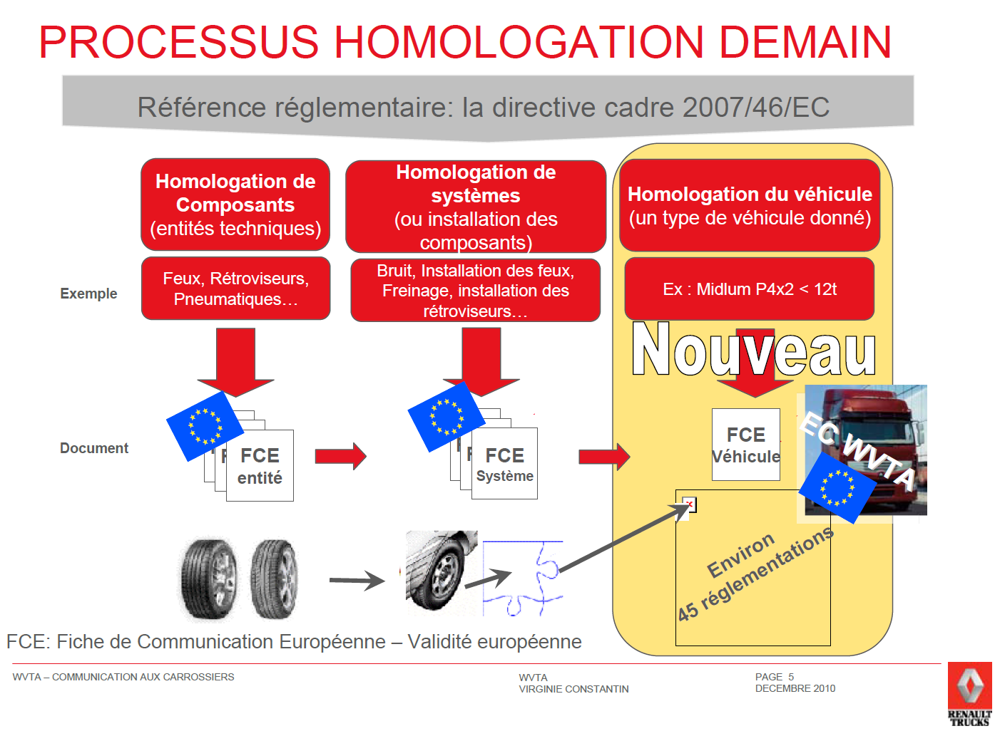 PROCESSUS HOMOLOGATION DEMAIN
Référence réglementaire: la directive cadre 2007/46/EC
Homologation de
Composants
(entités techniques)
Homologation de
systèmes
(ou installation des
composants)
Homologation du véhicule
(un type de véhicule donné)
Exemple
Feux, Rétroviseurs,
Pneumatiques…
Bruit, Installation des feux,
Freinage, installation des
rétroviseurs…
Ex : Midlum P4x2 < 12t
Nouveau
Document
FCE
entité
FCE
Système
FCE
Véhicule
EC WVTA
Environ
45 réglementations
FCE: Fiche de Communication Européenne – Validité européenne
WVTA – COMMUNICATION AUX CARROSSIERS
WVTA
VIRGINIE CONSTANTIN
PAGE 5
DECEMBRE 2010
RENAULT
TRUCKS